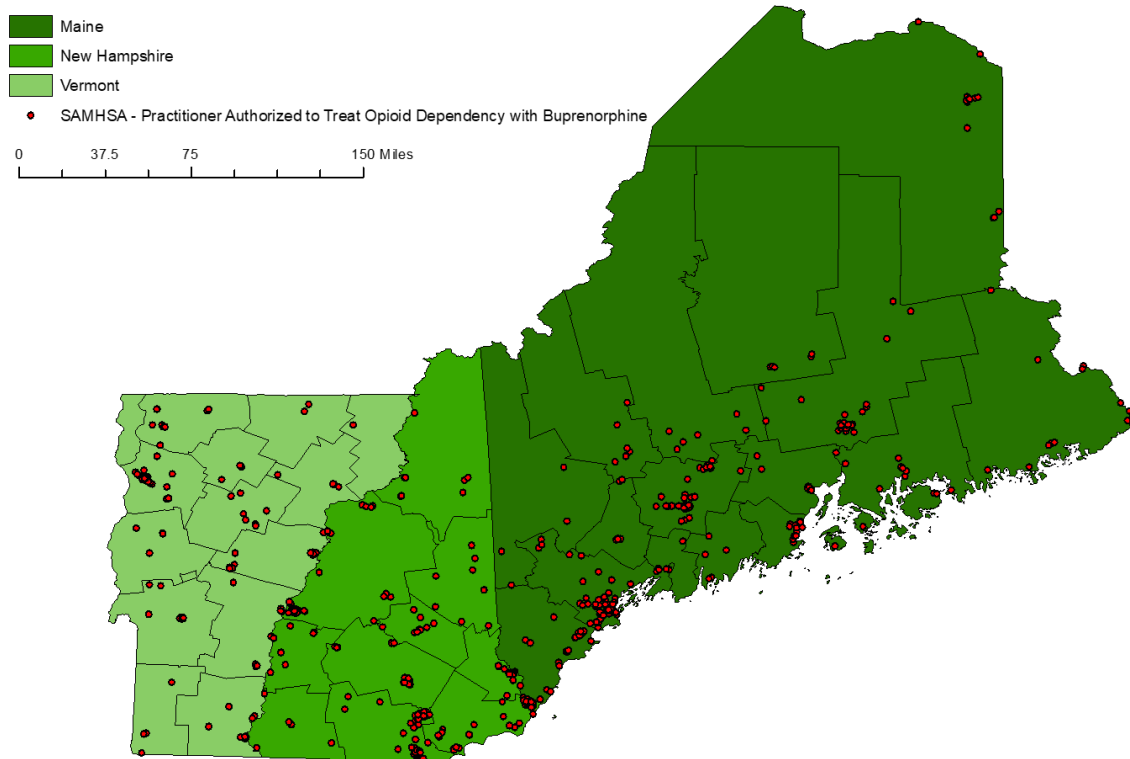 Maine
New Hampshire
Vermont
SAMHSA - Practitioner Authorized to Treat Opioid Dependency with Buprenorphine
0 37.5 75 150 Miles